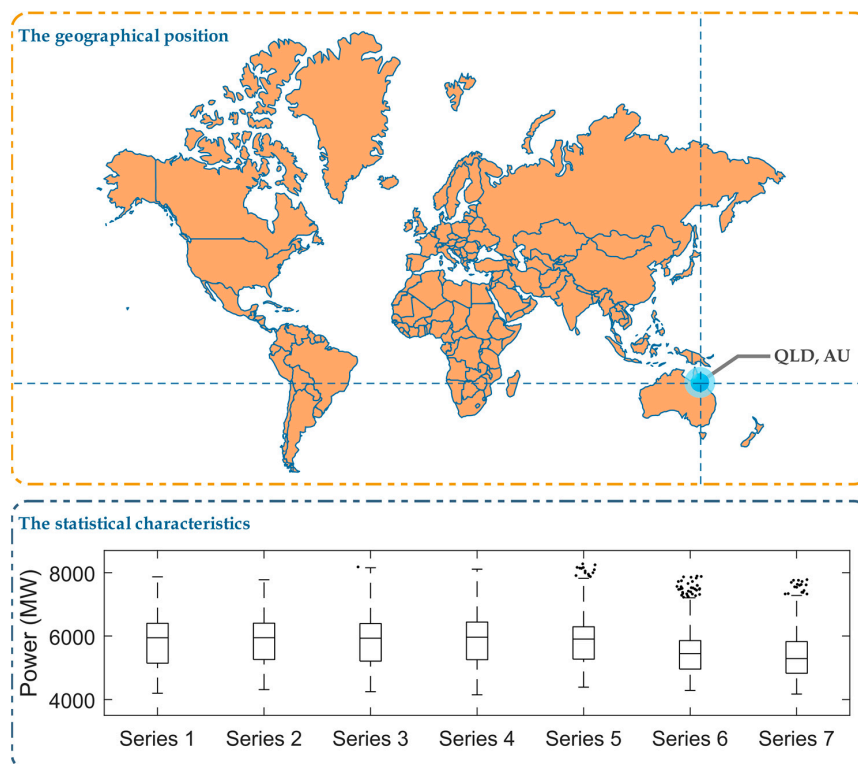 The geographical position
QLD, AU
The statistical characteristics
Power (MW)
8000
6000
4000
Series 1 Series 2 Series 3 Series 4 Series 5 Series 6 Series 7